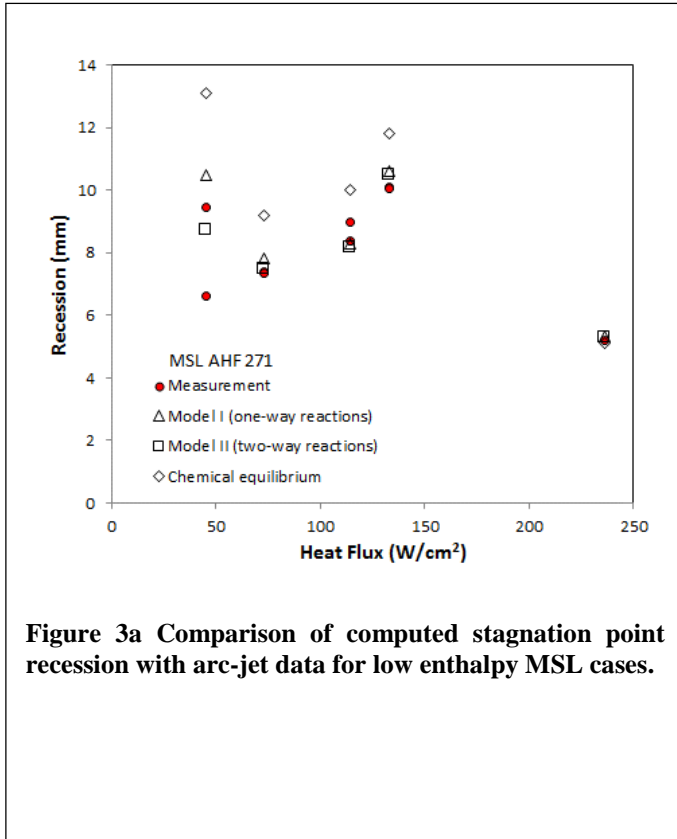 14
12
10
8
6
4
2
0
Recession (mm)
MSL AHF 271
Measurement
Model I (one-way reactions)
Model II (two-way reactions)
Chemical equilibrium
0 50 100 150 200 250
Heat Flux (W/cm²)
Figure 3a Comparison of computed stagnation point
recession with arc-jet data for low enthalpy MSL cases.